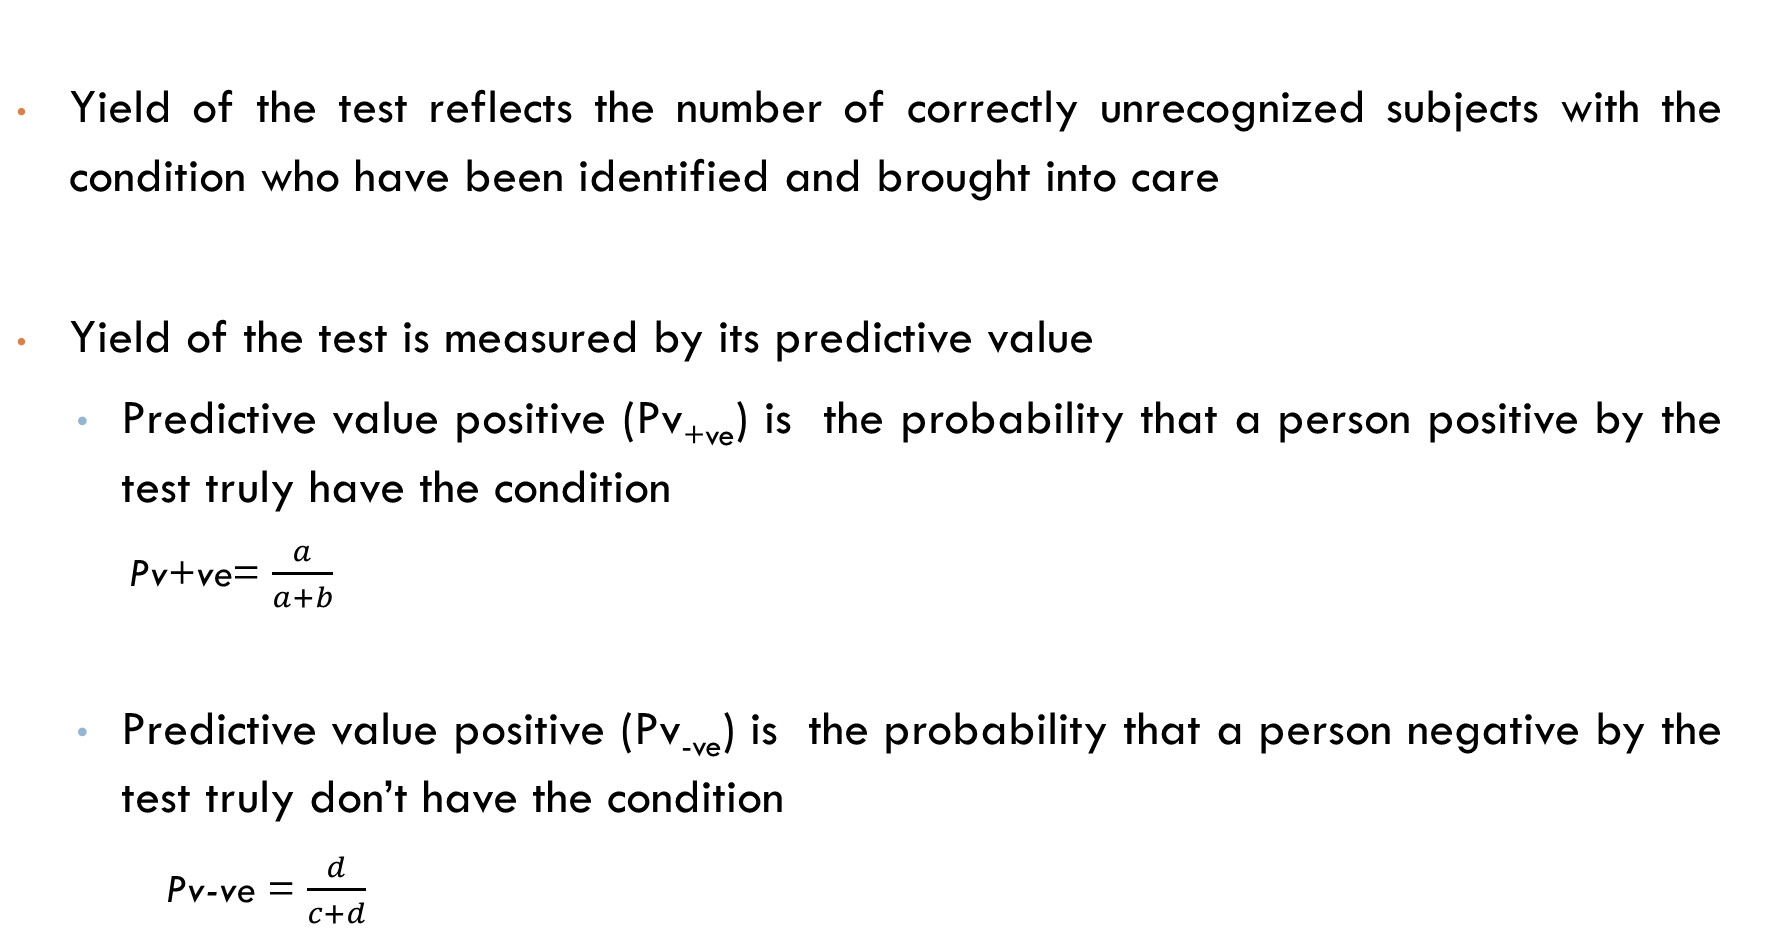 • Yield of the test reflects the number of correctly unrecognized subjects with the
condition who have been identified and brought into care
• Yield of the test is measured by its predictive value
• Predictive value positive (Pv+ve) is the probability that a person positive by the
test truly have the condition
Pv+ve= a/(a+b)
• Predictive value positive (Pv-ve) is the probability that a person negative by the
test truly don’t have the condition
Pv-ve = d/(c+d)